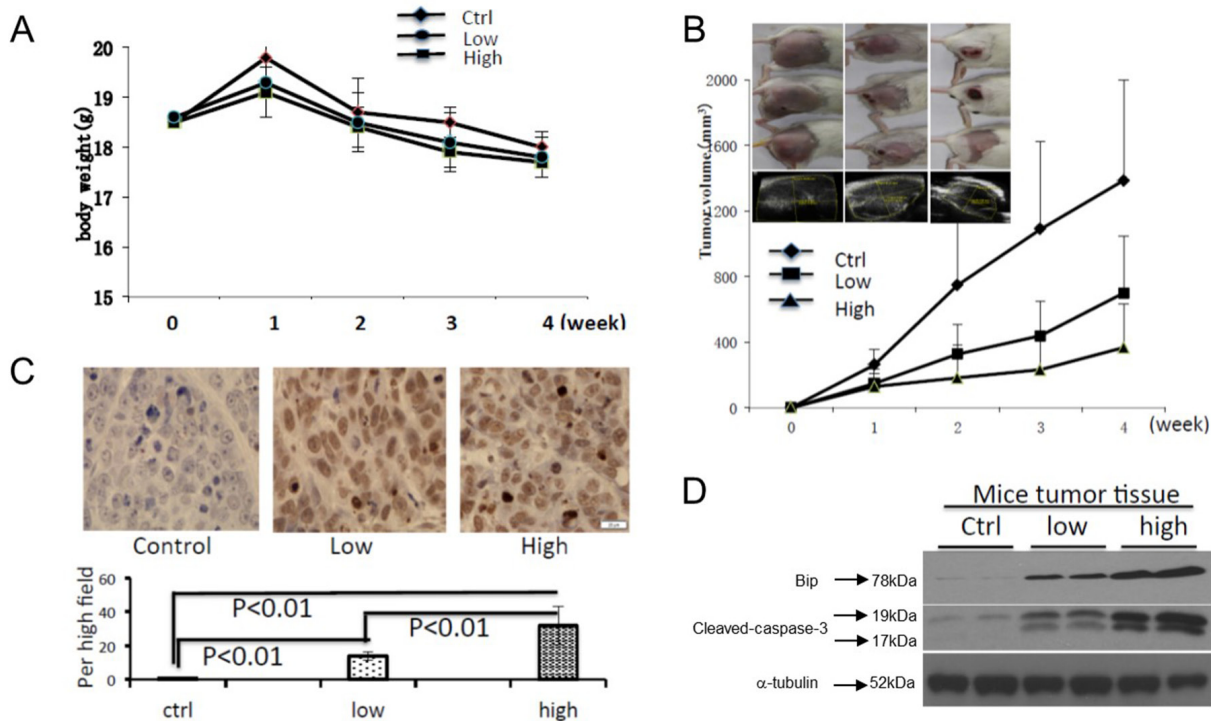 A
Ctrl
Low
High
body weight(g)
20
19
18
17
16
15
0 1 2 3 4 (week)
B
Tumor volume (mm³)
2000
1600
1200
800
400
0
Ctrl
Low
High
0 1 2 3 4 (week)
C
Control Low High
Per high field
60
40
20
0
P<0.01
P<0.01
P<0.01
ctrl low high
D
Mice tumor tissue
Ctrl low high
Bip 78kDa
19kDa
Cleaved-caspase-3
17kDa
α-tubulin 52kDa